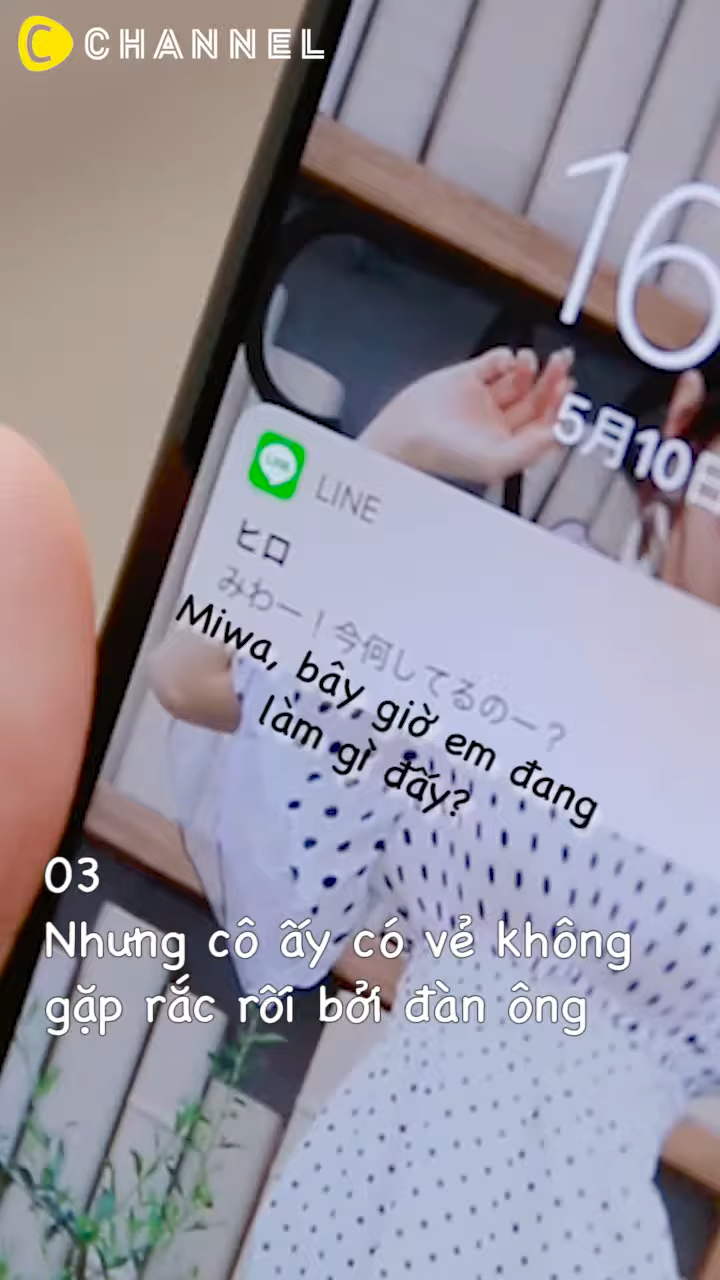 C CHANNEL
16
5月10日
LINE
ヒロ
みわー！今何してるのー？
Miwa, bây giờ em đang
làm gì đấy?
03
Nhưng cô ấy có vẻ không
gặp rắc rối bởi đàn ông